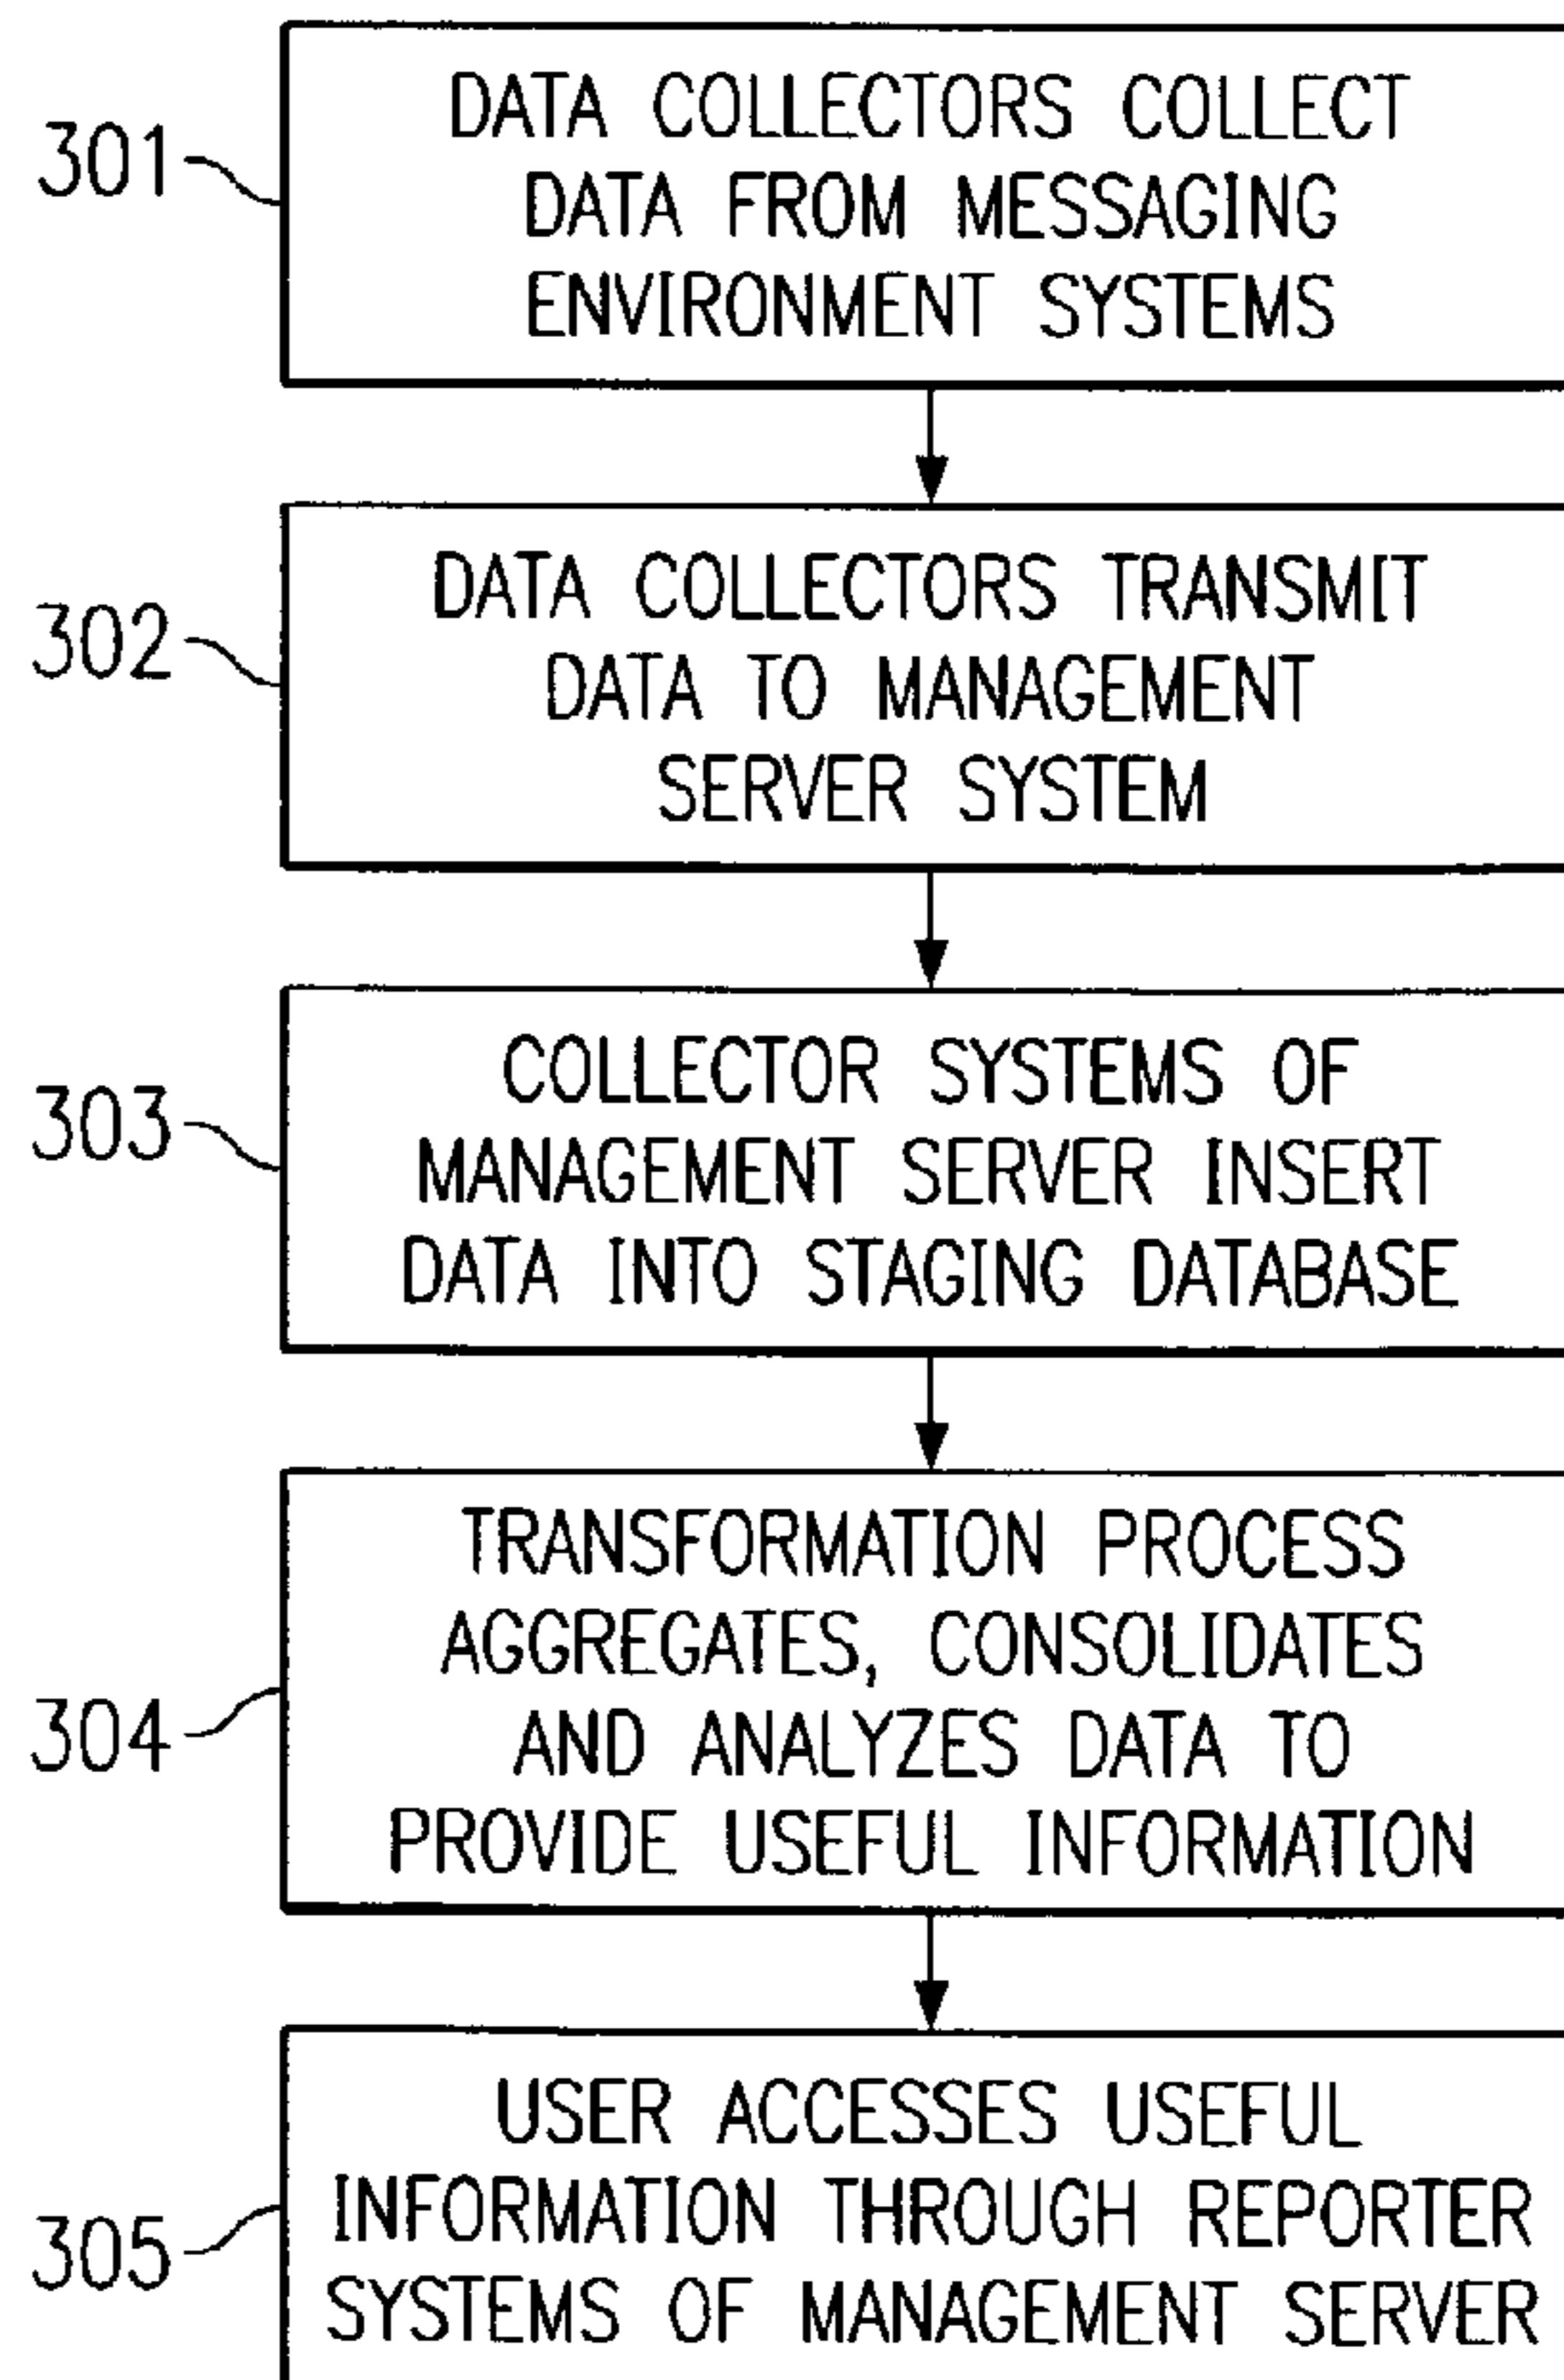 301
DATA COLLECTORS COLLECT
DATA FROM MESSAGING
ENVIRONMENT SYSTEMS
302
DATA COLLECTORS TRANSMIT
DATA TO MANAGEMENT
SERVER SYSTEM
303
COLLECTOR SYSTEMS OF
MANAGEMENT SERVER INSERT
DATA INTO STAGING DATABASE
304
TRANSFORMATION PROCESS
AGGREGATES, CONSOLIDATES
AND ANALYZES DATA TO
PROVIDE USEFUL INFORMATION
305
USER ACCESSES USEFUL
INFORMATION THROUGH REPORTER
SYSTEMS OF MANAGEMENT SERVER